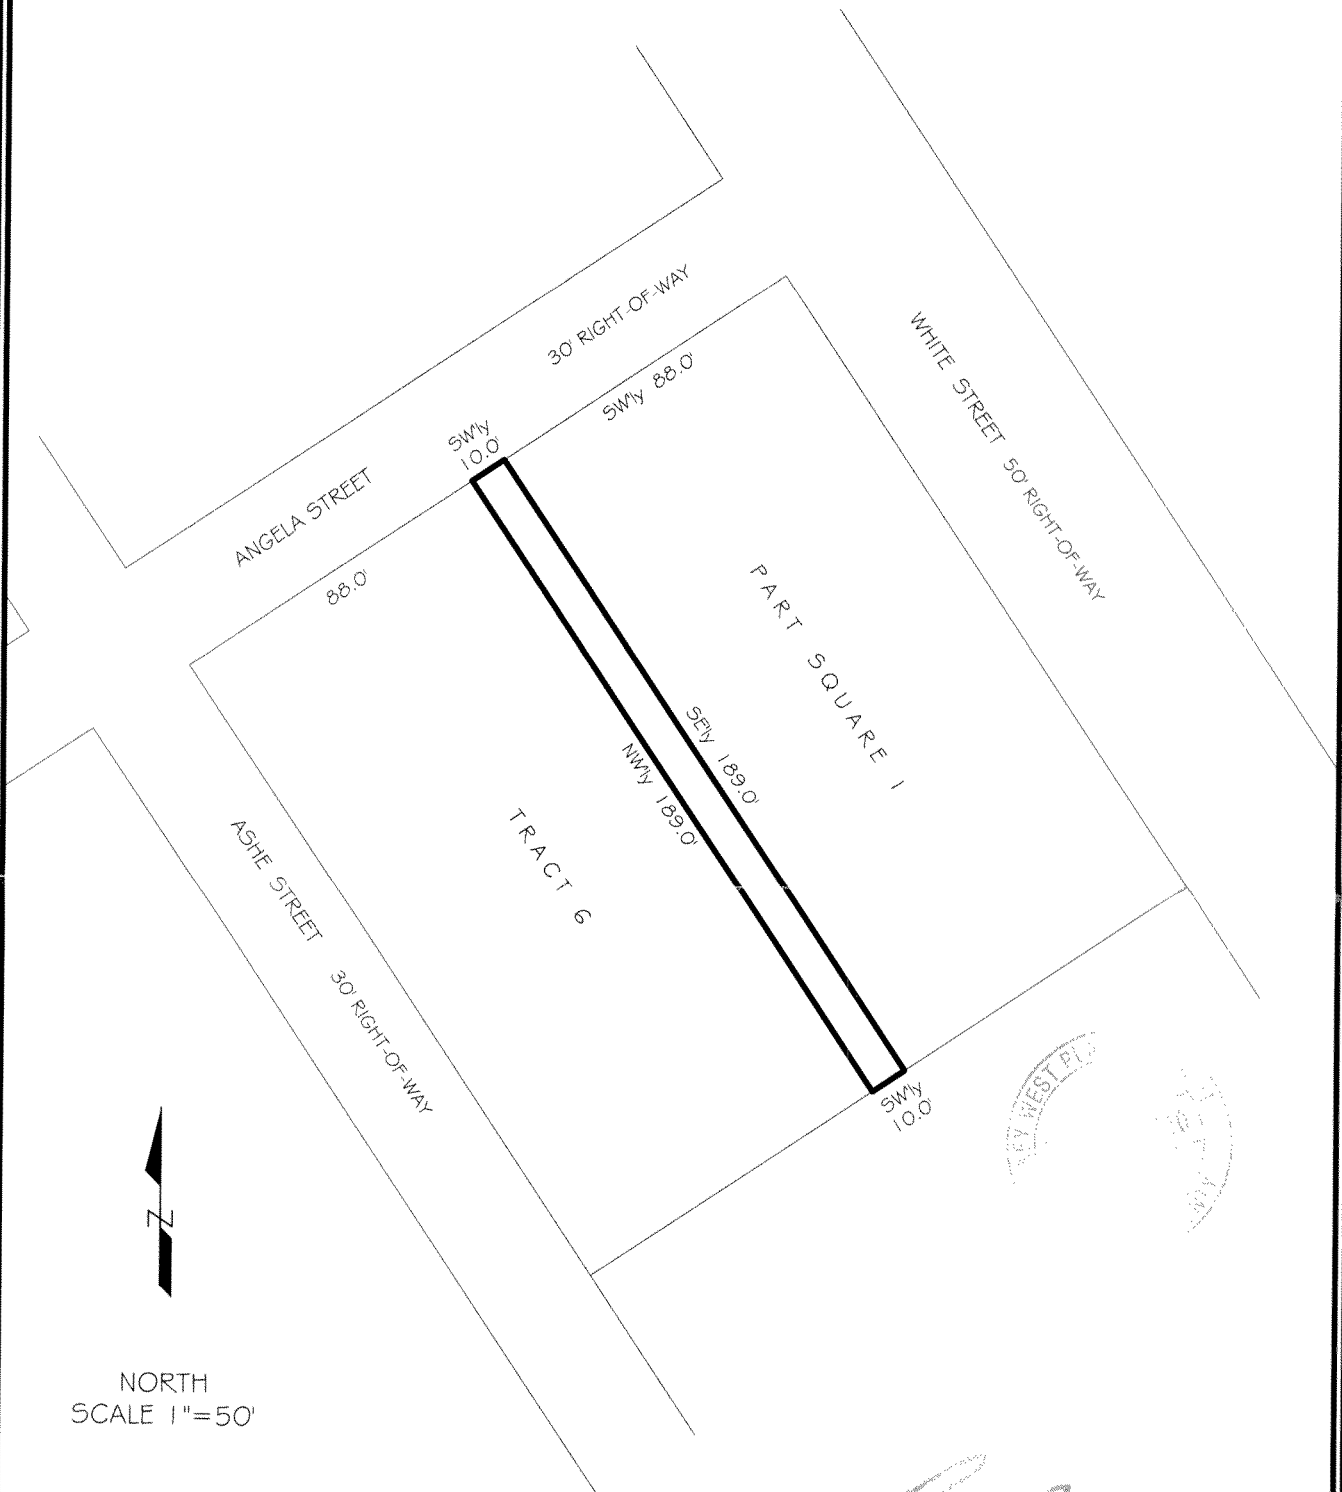 30' RIGHT-OF-WAY
SW'ly 88.0'
WHITE STREET 50' RIGHT-OF-WAY
SW'ly
10.0'
ANGELA STREET
88.0'
PART SQUARE 1
SE'ly 189.0'
NW'ly 189.0'
TRACT 6
ASHE STREET 30' RIGHT-OF-WAY
SW'ly
10.0'
WEST
N
NORTH
SCALE 1"=50'